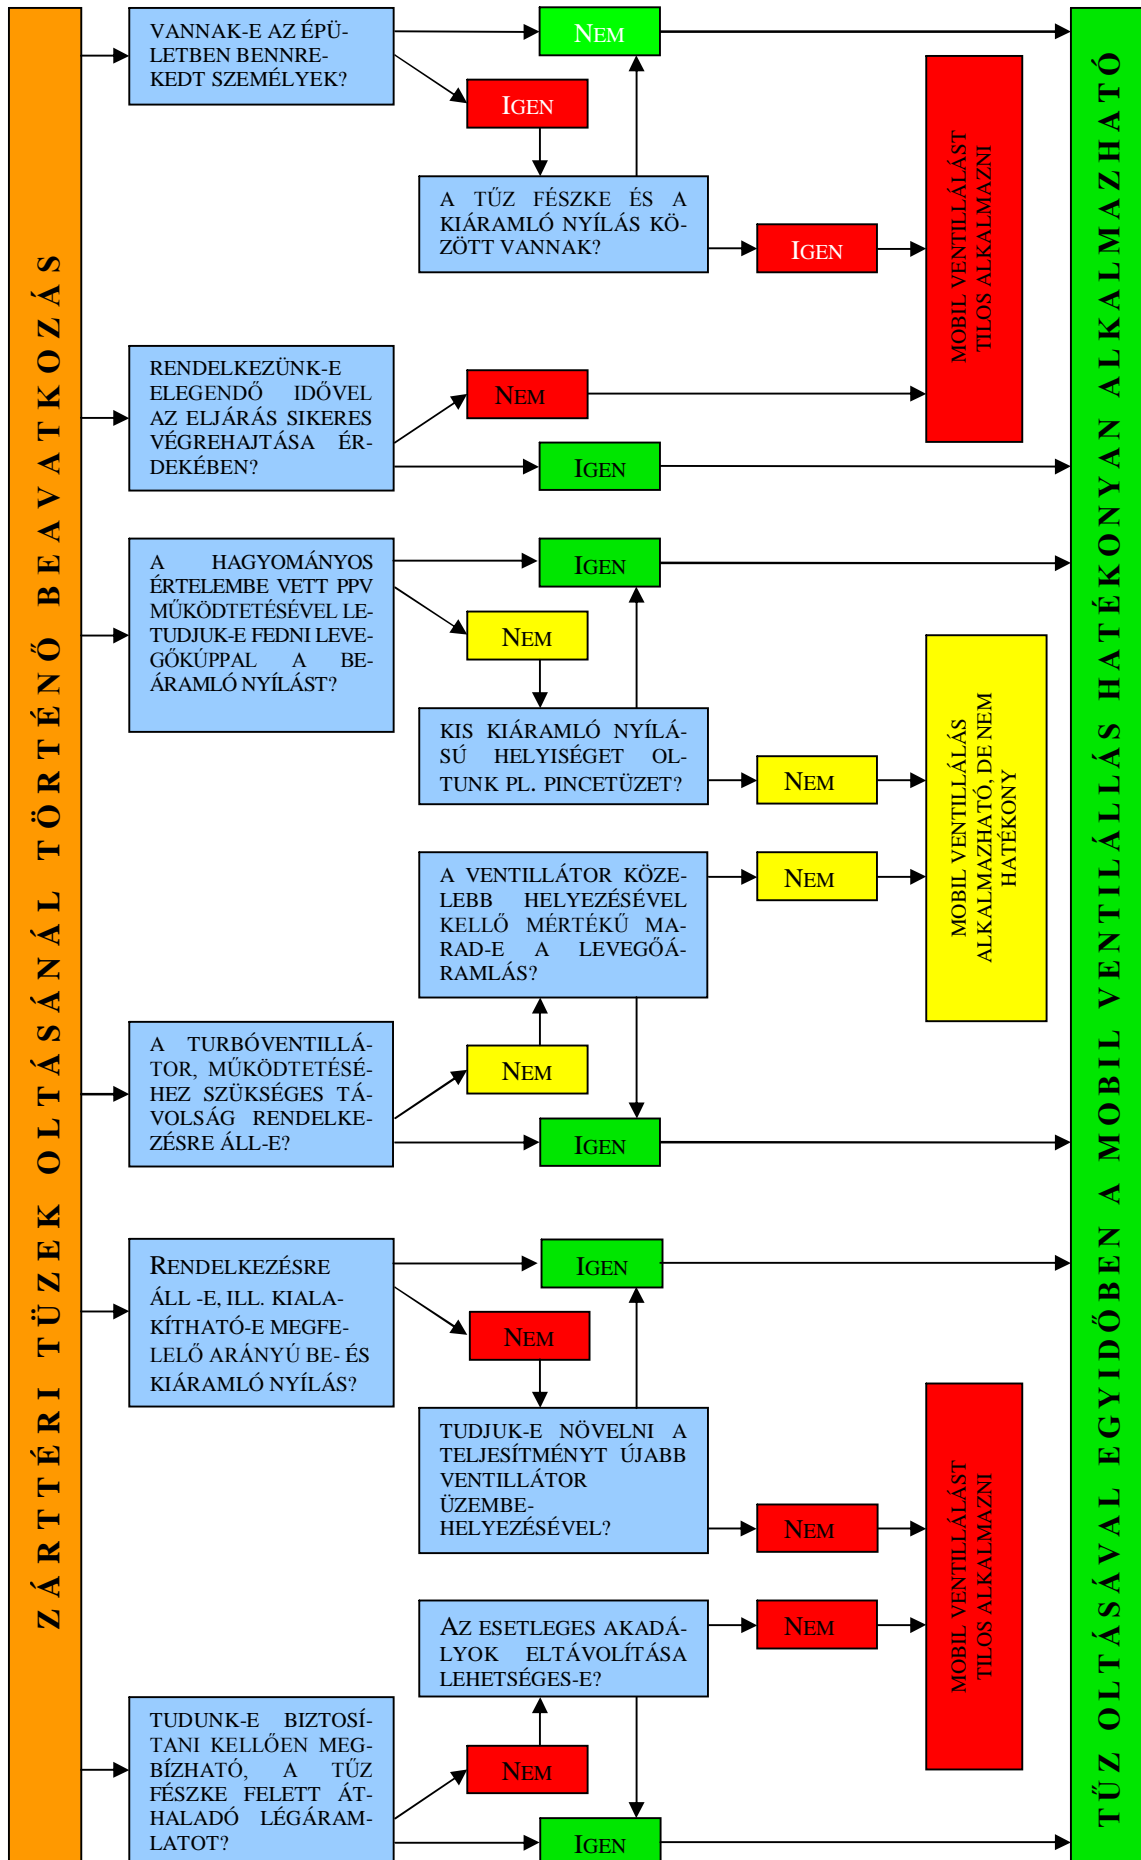 ZÁRTTÉRI TÜZEK OLTÁSÁNÁL TÖRTÉNŐ BEAVATKOZÁS
VANNAK-E AZ ÉPÜ-
LETBEN BENNRE-
KEDT SZEMÉLYEK?
NEM
IGEN
A TŰZ FÉSZKE ÉS A
KIÁRAMLÓ NYÍLÁS KÖ-
ZÖTT VANNAK?
IGEN
MOBIL VENTILLÁLÁST
TILOS ALKALMAZNI
RENDELKEZÜNK-E
ELEGENDŐ IDŐVEL
AZ ELJÁRÁS SIKERES
VÉGREHAJTÁSA ÉR-
DEKÉBEN?
NEM
IGEN
A HAGYOMÁNYOS
ÉRTELEMBE VETT PPV
MŰKÖDTETÉSÉVEL LE-
TUDJUK-E FEDNI LEVE-
GŐKÚPPAL A BE-
ÁRAMLÓ NYÍLÁST?
IGEN
NEM
KIS KIÁRAMLÓ NYÍLÁ-
SÚ HELYISÉGET OL-
TUNK PL. PINCETÜZET?
NEM
MOBIL VENTILLÁLÁS
ALKALMAZHATÓ, DE NEM
HATÉKONY
A VENTILLÁTOR KÖZE-
LEBB HELYEZÉSÉVEL
KELLŐ MÉRTÉKŰ MA-
RAD-E A LEVEGŐÁ-
RAMLÁS?
NEM
A TURBÓVENTILLÁ-
TOR, MŰKÖDTETÉSÉ-
HEZ SZÜKSÉGES TÁ-
VOLSÁG RENDELKE-
ZÉSRE ÁLL-E?
NEM
IGEN
RENDELKEZÉSRE
ÁLL -E, ILL. KIALA-
KÍTHATÓ-E MEGFE-
LELŐ ARÁNYÚ BE- ÉS
KIÁRAMLÓ NYÍLÁS?
IGEN
NEM
TUDJUK-E NÖVELNI A
TELJESÍTMÉNYT ÚJABB
VENTILLÁTOR
ÜZEMBE-
HELYEZÉSÉVEL?
NEM
MOBIL VENTILLÁLÁST
TILOS ALKALMAZNI
AZ ESETLEGES AKADÁ-
LYOK ELTÁVOLÍTÁSA
LEHETSÉGES-E?
NEM
TUDUNK-E BIZTOSÍ-
TANI KELLŐEN MEG-
BÍZHATÓ, A TŰZ
FÉSZKE FELETT ÁT-
HALADÓ LÉGÁRAM-
LATOT?
NEM
IGEN
TŰZ OLTÁSÁVAL EGYIDŐBEN A MOBIL VENTILÁLLÁS HATÉKONYAN ALKALMAZHATÓ